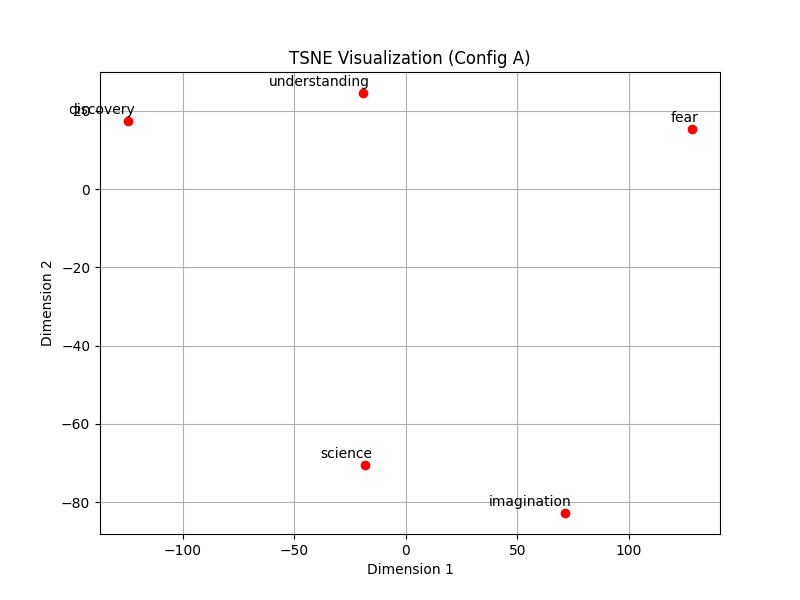 TSNE Visualization (Config A)
understanding
discovery
20
fear
0
−20
−40
−60
−80
Dimension 2
science
imagination
−100
−50
0
50
100
Dimension 1